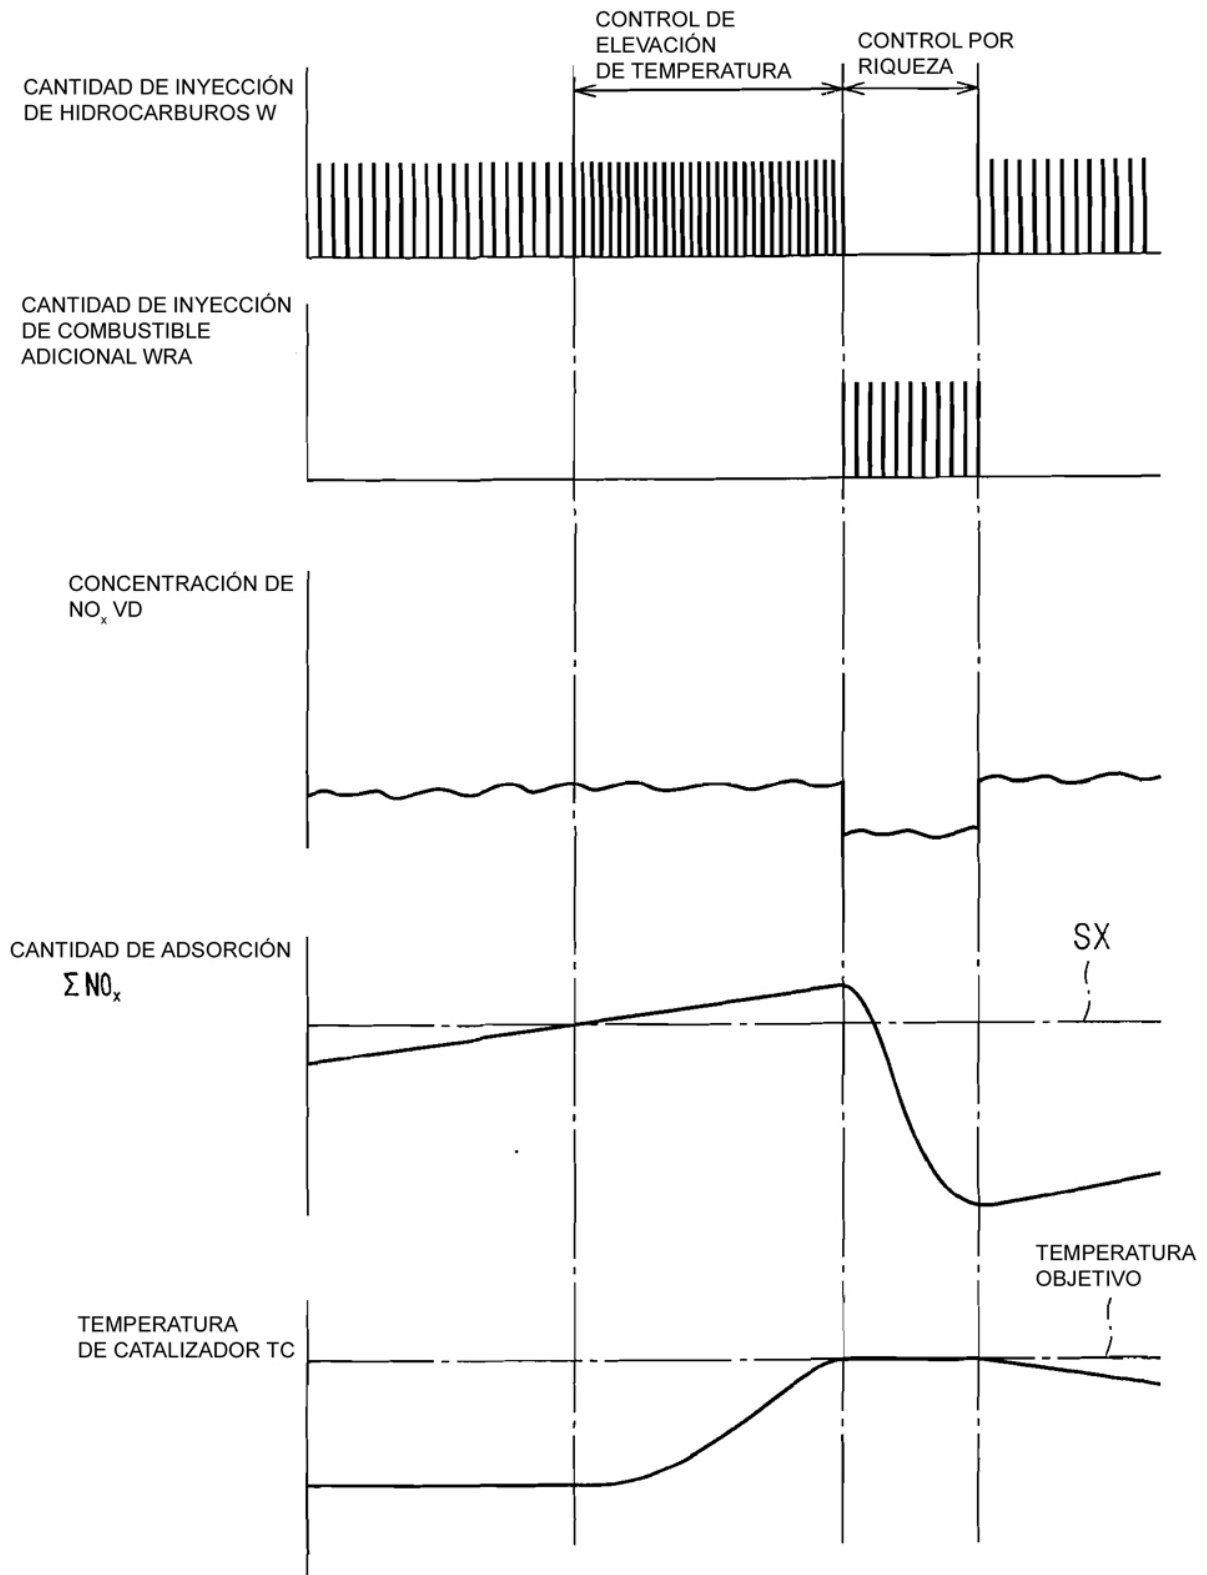 CONTROL DE
ELEVACIÓN
DE TEMPERATURA
CONTROL POR
RIQUEZA
CANTIDAD DE INYECCIÓN
DE HIDROCARBUROS W
CANTIDAD DE INYECCIÓN
DE COMBUSTIBLE
ADICIONAL WRA
CONCENTRACIÓN DE
NOₓ VD
CANTIDAD DE ADSORCIÓN
Σ NOₓ
SX
TEMPERATURA
OBJETIVO
TEMPERATURA
DE CATALIZADOR TC